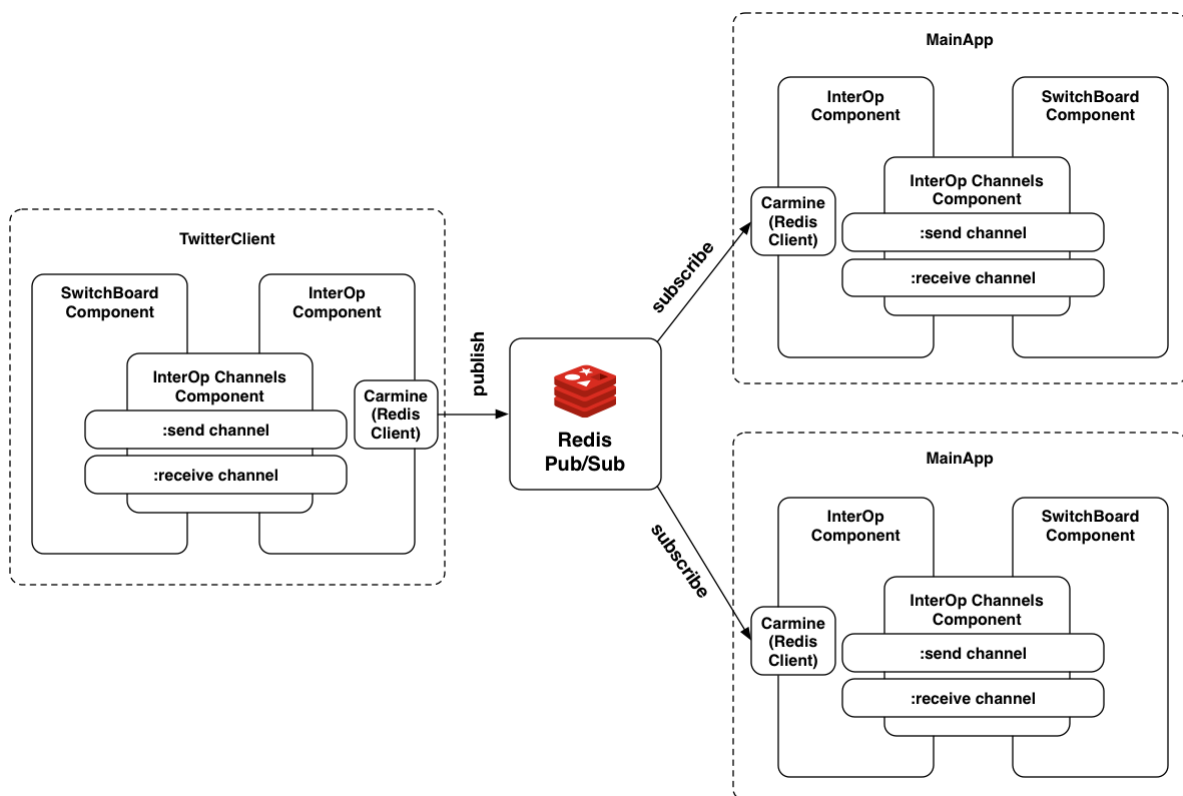 TwitterClient
SwitchBoard
Component
InterOp
Component
InterOp Channels
Component
:send channel
:receive channel
Carmine
(Redis
Client)
publish
Redis
Pub/Sub
subscribe
subscribe
MainApp
InterOp
Component
SwitchBoard
Component
InterOp Channels
Component
Carmine
(Redis
Client)
:send channel
:receive channel
MainApp
InterOp
Component
SwitchBoard
Component
InterOp Channels
Component
Carmine
(Redis
Client)
:send channel
:receive channel